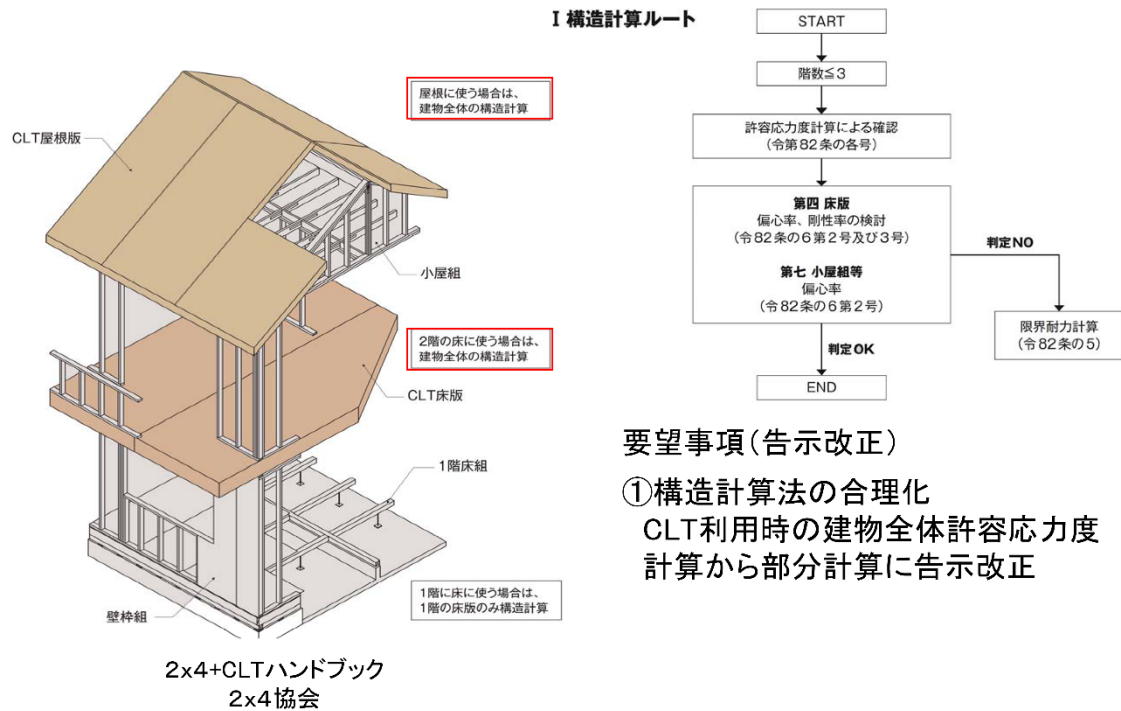 屋根に使う場合は、
建物全体の構造計算
CLT屋根版
小屋組
2階の床に使う場合は、
建物全体の構造計算
CLT床版
1階床組
1階に床に使う場合は、
1階の床版のみ構造計算
壁枠組
2x4+CLTハンドブック
2x4協会
I 構造計算ルート
START
階数≦3
許容応力度計算による確認
(令第82条の各号)
第四 床版
偏心率、剛性率の検討
(令82条の6第2号及び3号)
第七 小屋組等
偏心率
(令82条の6第2号)
判定NO
限界耐力計算
(令82条の5)
判定OK
END
要望事項(告示改正)
①構造計算法の合理化
CLT利用時の建物全体許容応力度
計算から部分計算に告示改正